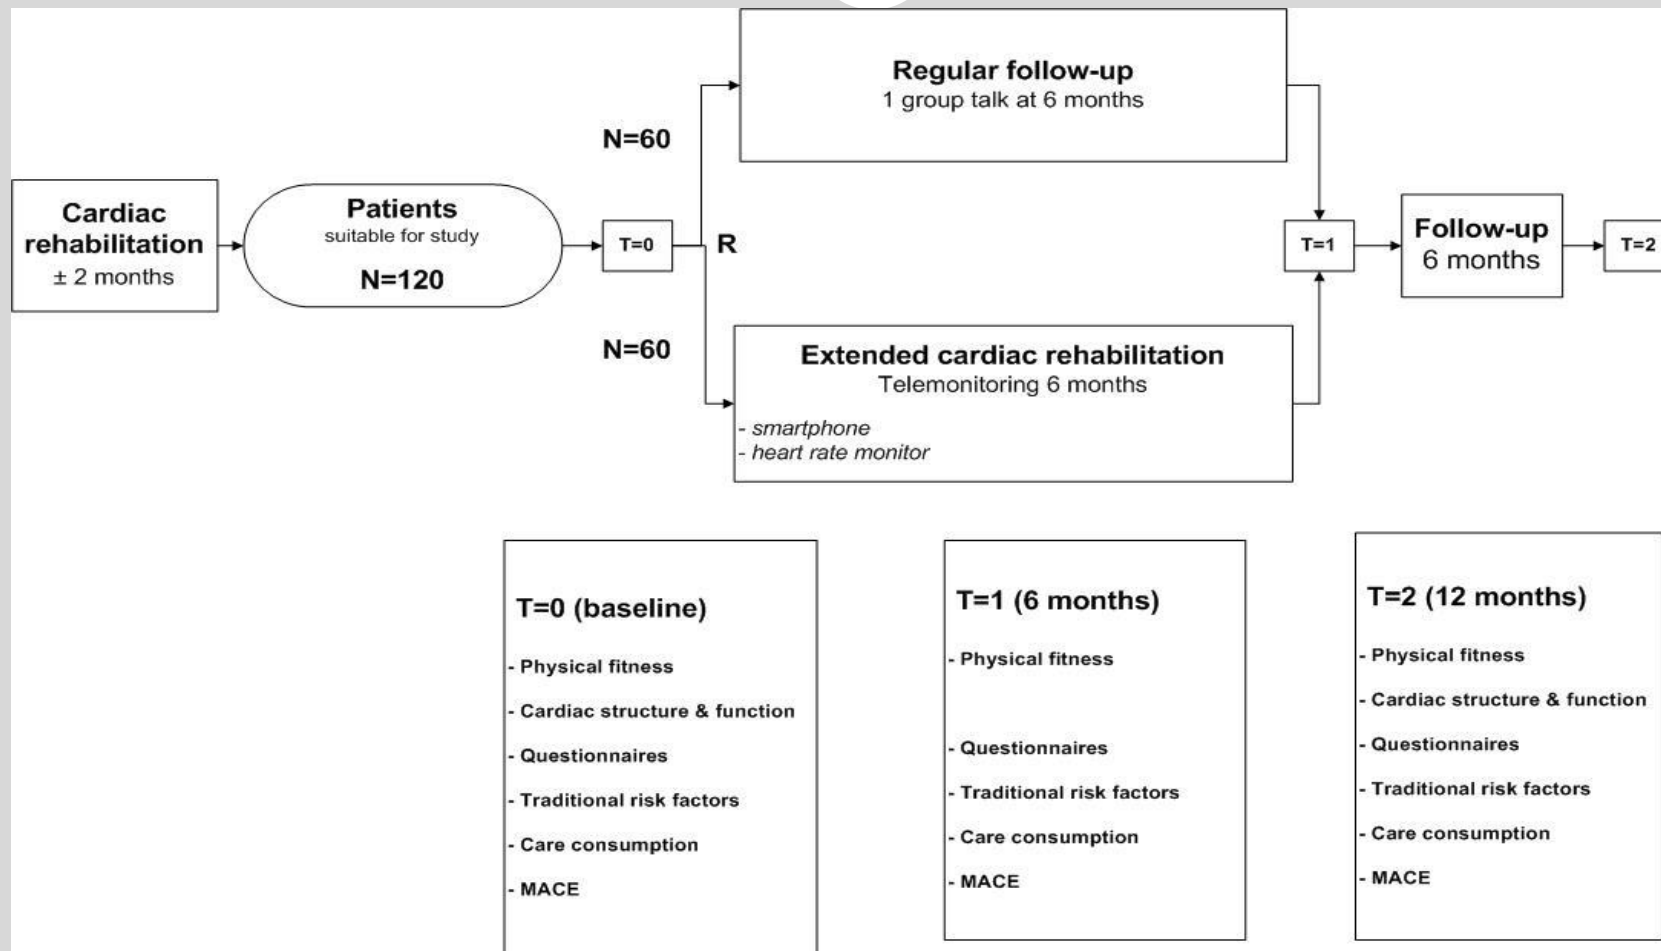 Regular follow-up
1 group talk at 6 months
N=60
Cardiac
rehabilitation
± 2 months
Patients
suitable for study
N=120
T=0
R
T=1
Follow-up
6 months
T=2
N=60
Extended cardiac rehabilitation
Telemonitoring 6 months
- smartphone
- heart rate monitor
T=0 (baseline)
- Physical fitness
- Cardiac structure & function
- Questionnaires
- Traditional risk factors
- Care consumption
- MACE
T=1 (6 months)
- Physical fitness
- Questionnaires
- Traditional risk factors
- Care consumption
- MACE
T=2 (12 months)
- Physical fitness
- Cardiac structure & function
- Questionnaires
- Traditional risk factors
- Care consumption
- MACE